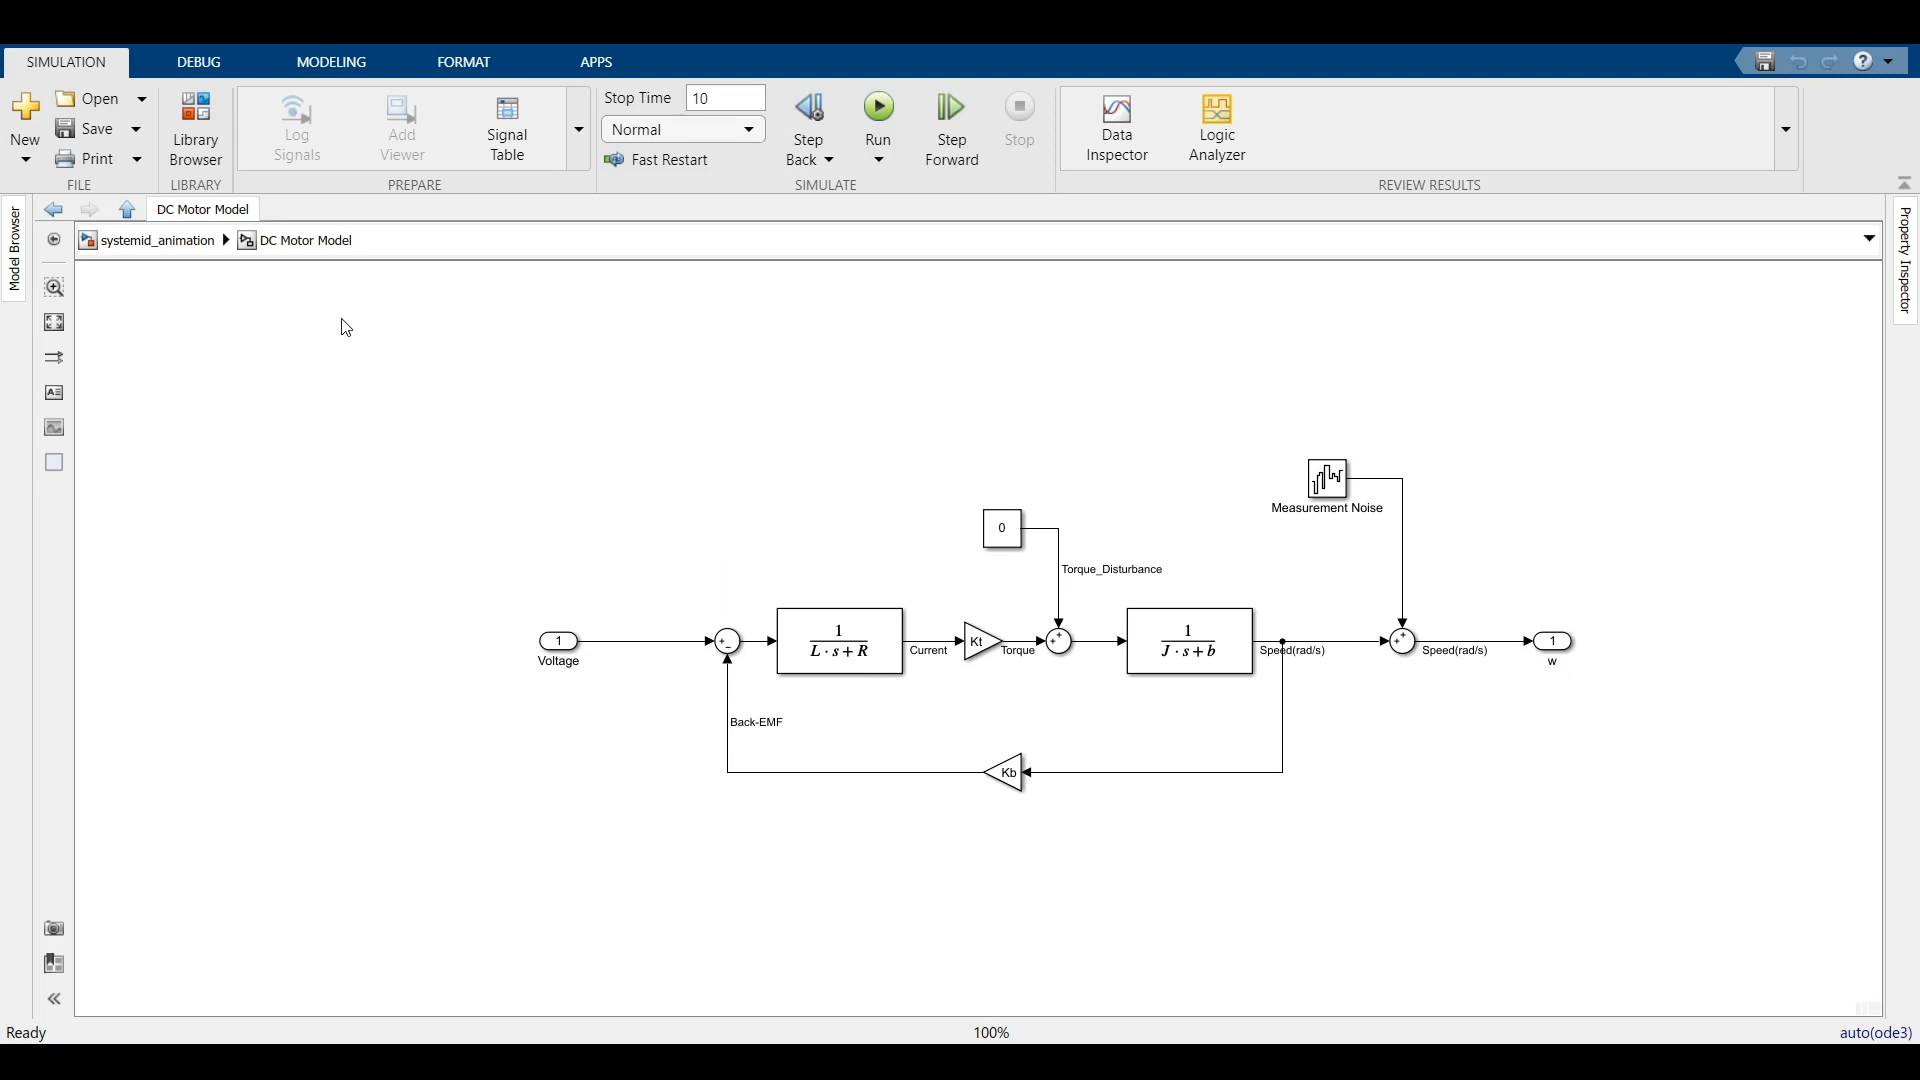 SIMULATION DEBUG MODELING FORMAT APPS
New
Open
Save
Print
FILE
Library
Browser
LIBRARY
Log
Signals
Add
Viewer
Signal
Table
PREPARE
Stop Time 10
Normal
Fast Restart
Step
Back
Run
Step
Forward
Stop
SIMULATE
Data
Inspector
Logic
Analyzer
REVIEW RESULTS
Model Browser
Property Inspector
DC Motor Model
systemid_animation DC Motor Model
Measurement Noise
0
Torque_Disturbance
1
Voltage
+
−
1
L · s + R
Current
Kt
Torque
+
+
1
J · s + b
Speed(rad/s)
+
+
Speed(rad/s)
1
w
Back-EMF
Kb
Ready 100% auto(ode3)